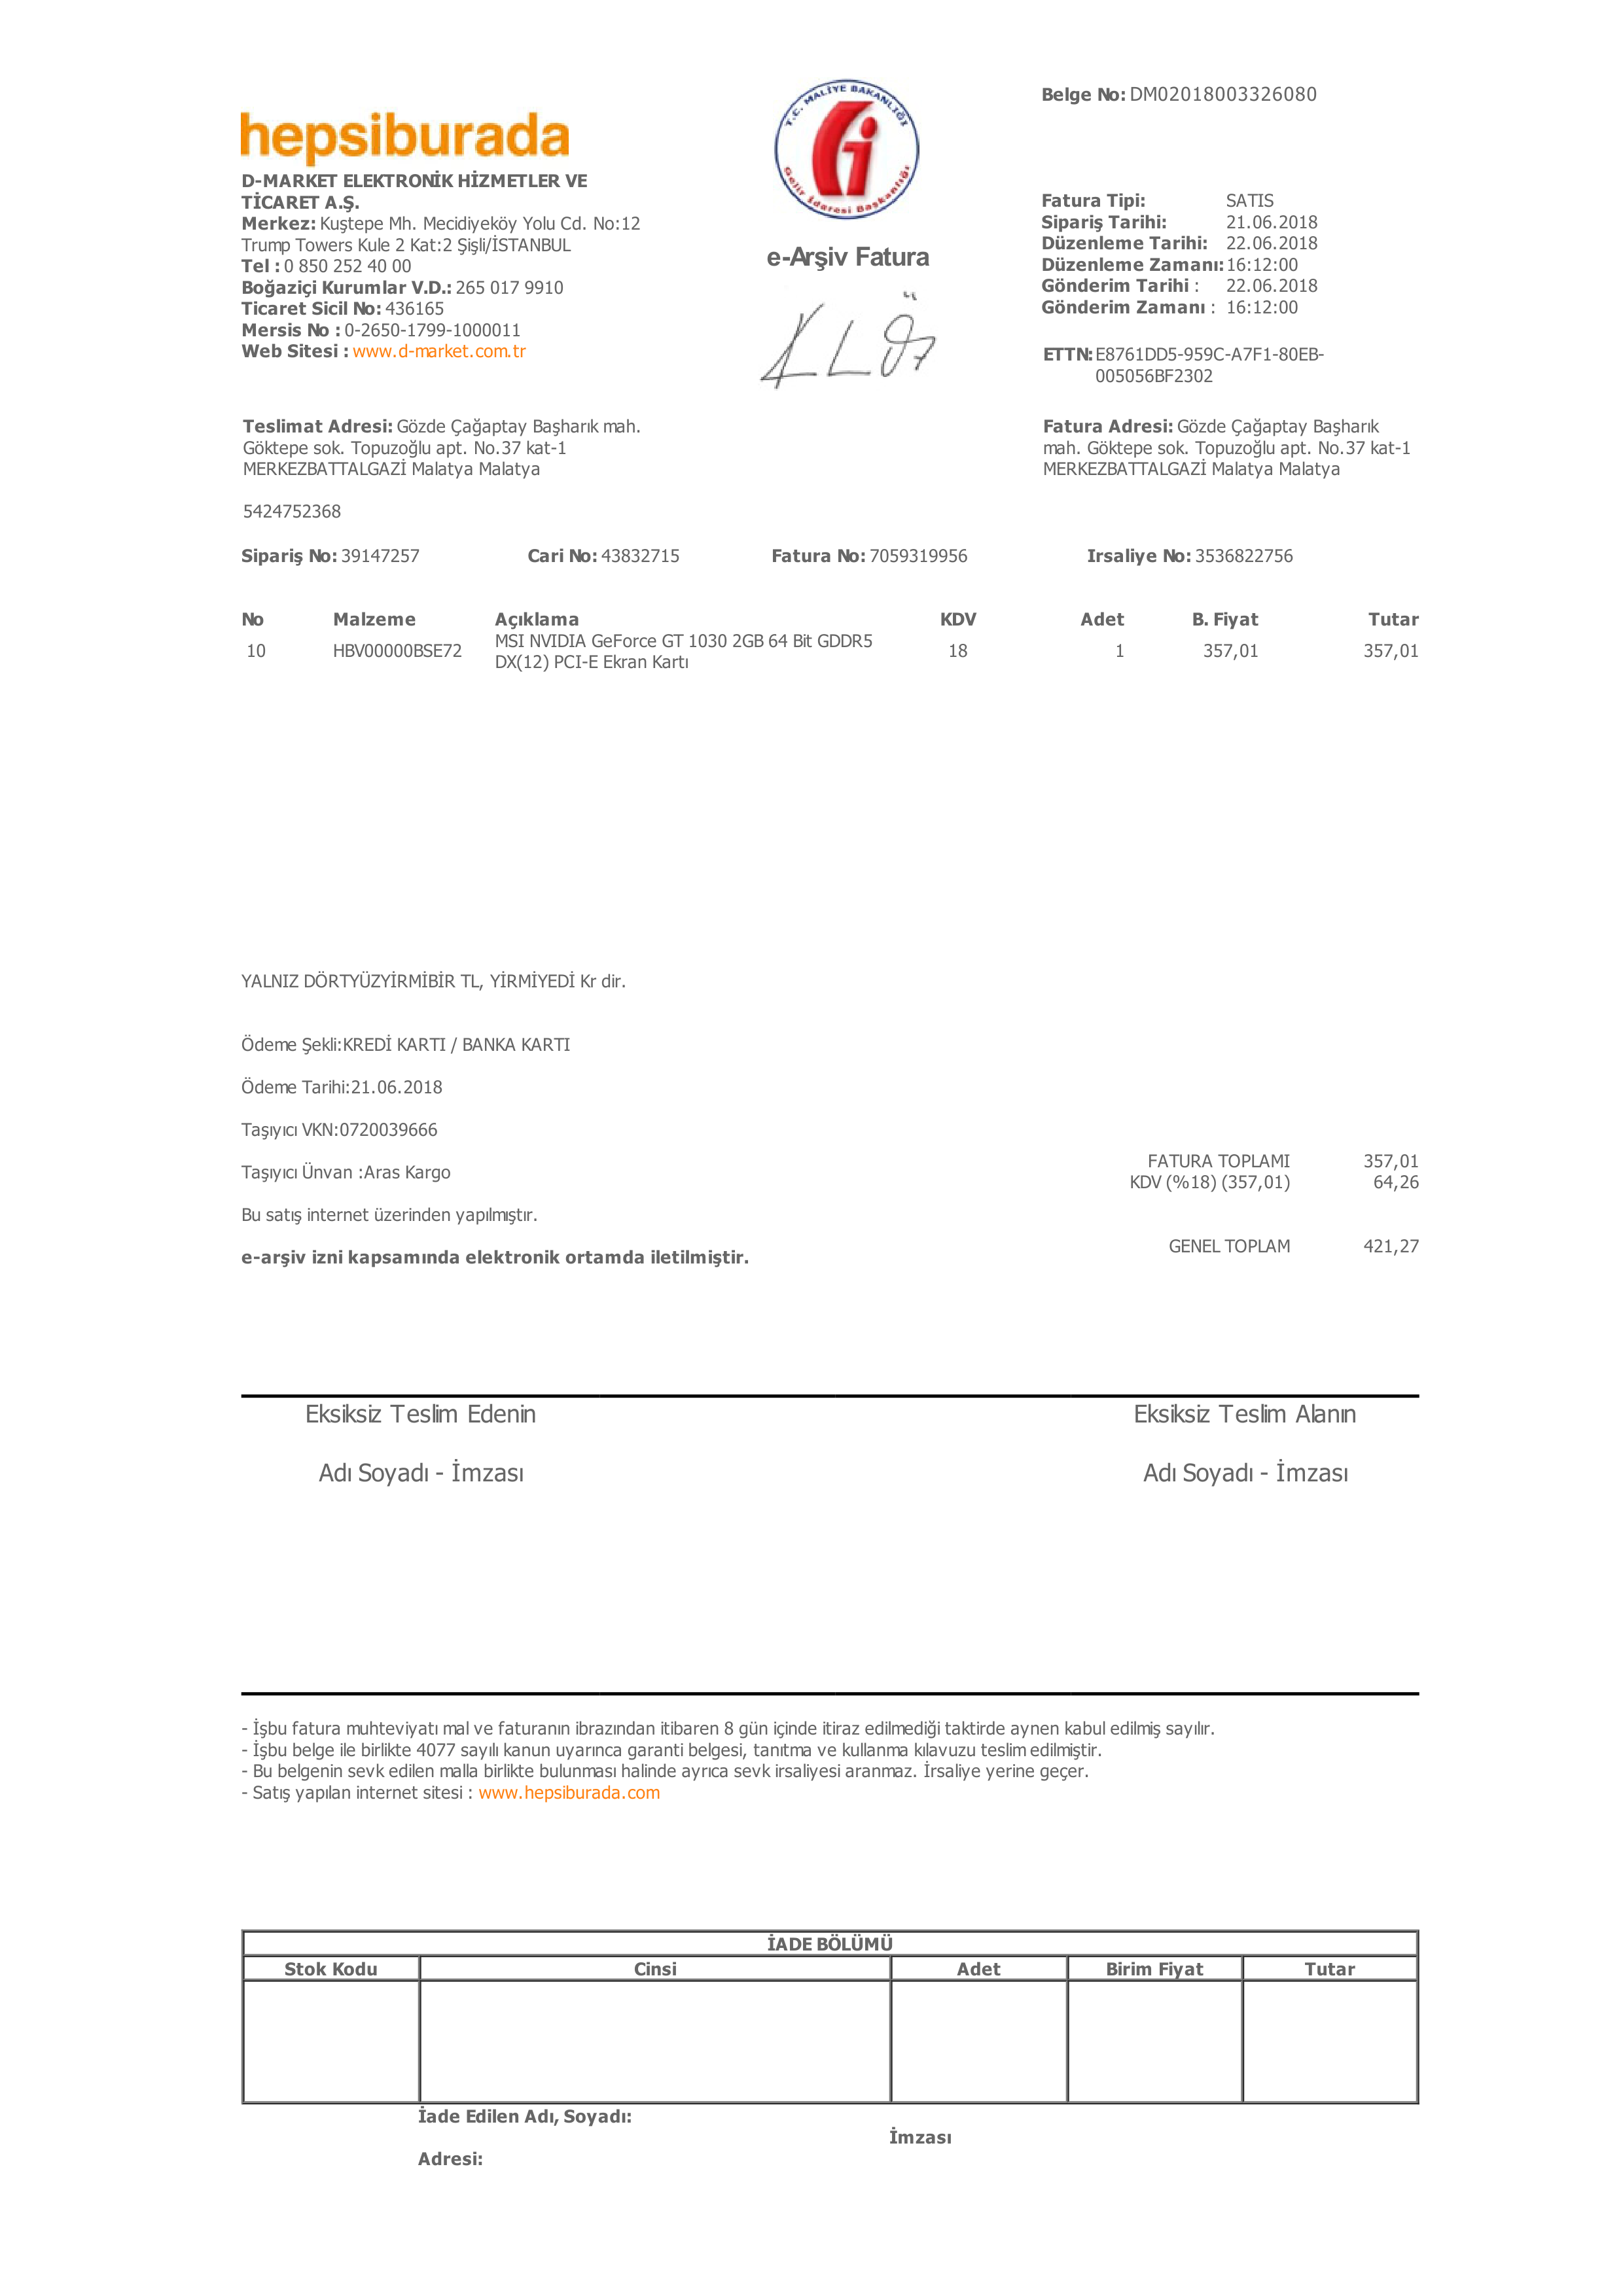 hepsiburada
D-MARKET ELEKTRONİK HİZMETLER VE
TİCARET A.Ş.
Merkez: Kuştepe Mh. Mecidiyeköy Yolu Cd. No:12
Trump Towers Kule 2 Kat:2 Şişli/İSTANBUL
Tel : 0 850 252 40 00
Boğaziçi Kurumlar V.D.: 265 017 9910
Ticaret Sicil No: 436165
Mersis No : 0-2650-1799-1000011
Web Sitesi : www.d-market.com.tr
T.C. MALİYE BAKANLIĞI
Gelir İdaresi Başkanlığı
e-Arşiv Fatura
Belge No: DM02018003326080
Fatura Tipi: SATIS
Sipariş Tarihi: 21.06.2018
Düzenleme Tarihi: 22.06.2018
Düzenleme Zamanı: 16:12:00
Gönderim Tarihi : 22.06.2018
Gönderim Zamanı : 16:12:00
ETTN: E8761DD5-959C-A7F1-80EB-
005056BF2302
Teslimat Adresi: Gözde Çağaptay Başharık mah.
Göktepe sok. Topuzoğlu apt. No.37 kat-1
MERKEZBATTALGAZİ Malatya Malatya
5424752368
Fatura Adresi: Gözde Çağaptay Başharık
mah. Göktepe sok. Topuzoğlu apt. No.37 kat-1
MERKEZBATTALGAZİ Malatya Malatya
Sipariş No: 39147257 Cari No: 43832715 Fatura No: 7059319956 Irsaliye No: 3536822756
No Malzeme Açıklama KDV Adet B. Fiyat Tutar
10 HBV00000BSE72 MSI NVIDIA GeForce GT 1030 2GB 64 Bit GDDR5 18 1 357,01 357,01
DX(12) PCI-E Ekran Kartı
YALNIZ DÖRTYÜZYİRMİBİR TL, YİRMİYEDİ Kr dir.
Ödeme Şekli:KREDİ KARTI / BANKA KARTI
Ödeme Tarihi:21.06.2018
Taşıyıcı VKN:0720039666
Taşıyıcı Ünvan :Aras Kargo
Bu satış internet üzerinden yapılmıştır.
e-arşiv izni kapsamında elektronik ortamda iletilmiştir.
FATURA TOPLAMI 357,01
KDV (%18) (357,01) 64,26
GENEL TOPLAM 421,27
Eksiksiz Teslim Edenin Eksiksiz Teslim Alanın
Adı Soyadı - İmzası Adı Soyadı - İmzası
- İşbu fatura muhteviyatı mal ve faturanın ibrazından itibaren 8 gün içinde itiraz edilmediği taktirde aynen kabul edilmiş sayılır.
- İşbu belge ile birlikte 4077 sayılı kanun uyarınca garanti belgesi, tanıtma ve kullanma kılavuzu teslim edilmiştir.
- Bu belgenin sevk edilen malla birlikte bulunması halinde ayrıca sevk irsaliyesi aranmaz. İrsaliye yerine geçer.
- Satış yapılan internet sitesi : www.hepsiburada.com
İADE BÖLÜMÜ
Stok Kodu Cinsi Adet Birim Fiyat Tutar
İade Edilen Adı, Soyadı:
İmzası
Adresi: